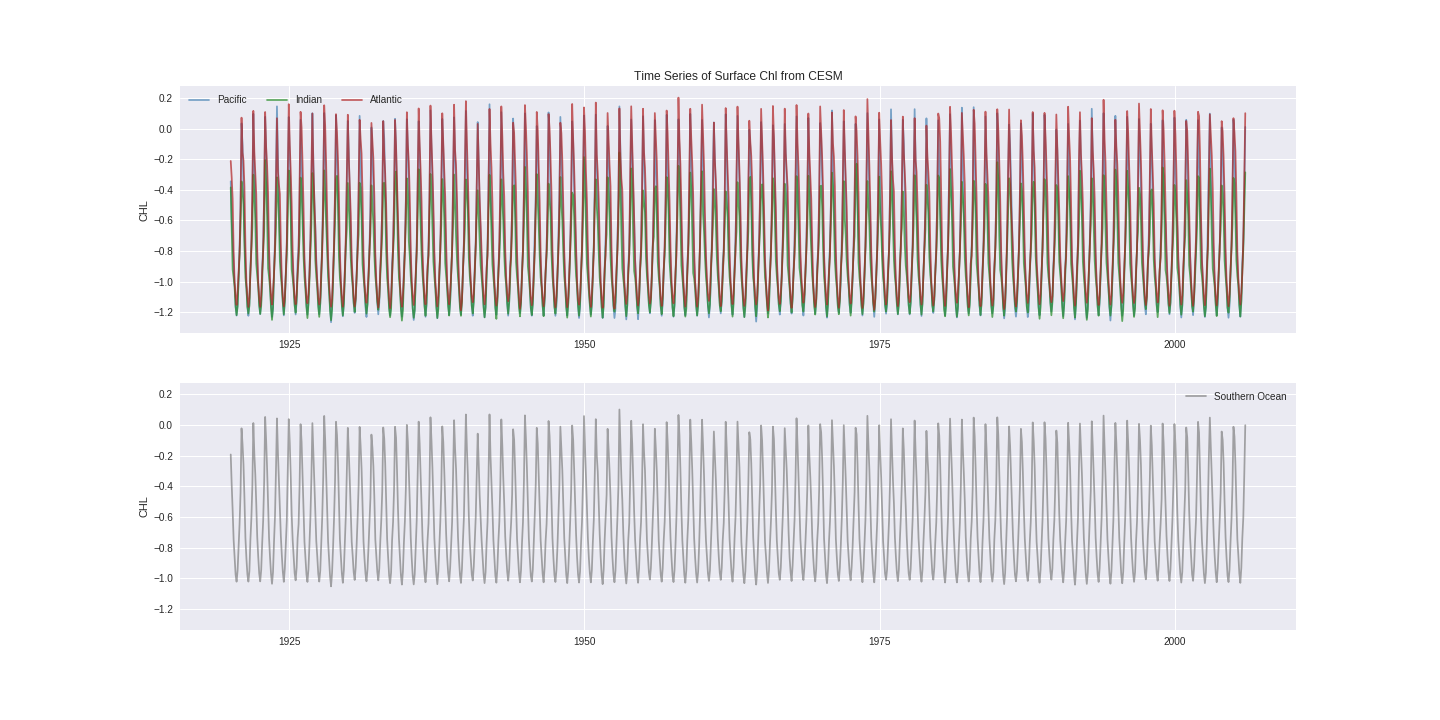 Time Series of Surface Chl from CESM
Pacific Indian Atlantic
CHL
0.2
0.0
−0.2
−0.4
−0.6
−0.8
−1.0
−1.2
1925 1950 1975 2000
Southern Ocean
CHL
0.2
0.0
−0.2
−0.4
−0.6
−0.8
−1.0
−1.2
1925 1950 1975 2000